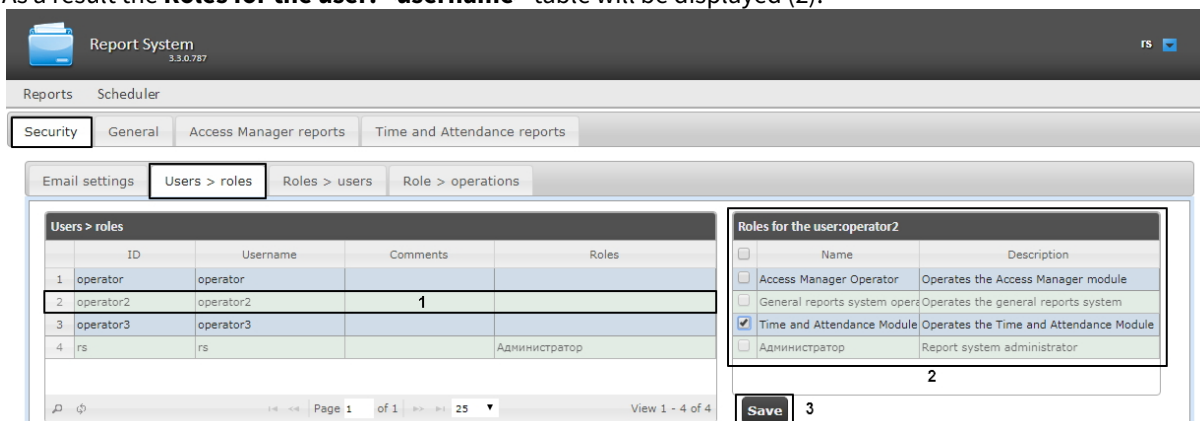 As a result the Roles for the user: "username" table will be displayed (2).
Report System
3.3.0.787
rs
Reports Scheduler
Security General Access Manager reports Time and Attendance reports
Email settings Users > roles Roles > users Role > operations
Users > roles
ID Username Comments Roles
1 operator operator
2 operator2 operator2 1
3 operator3 operator3
4 rs rs Администратор
Page 1 of 1 25 View 1 - 4 of 4
Roles for the user:operator2
Name Description
Access Manager Operator Operates the Access Manager module
General reports system opera Operates the general reports system
Time and Attendance Module Operates the Time and Attendance Module
Администратор Report system administrator
2
Save 3